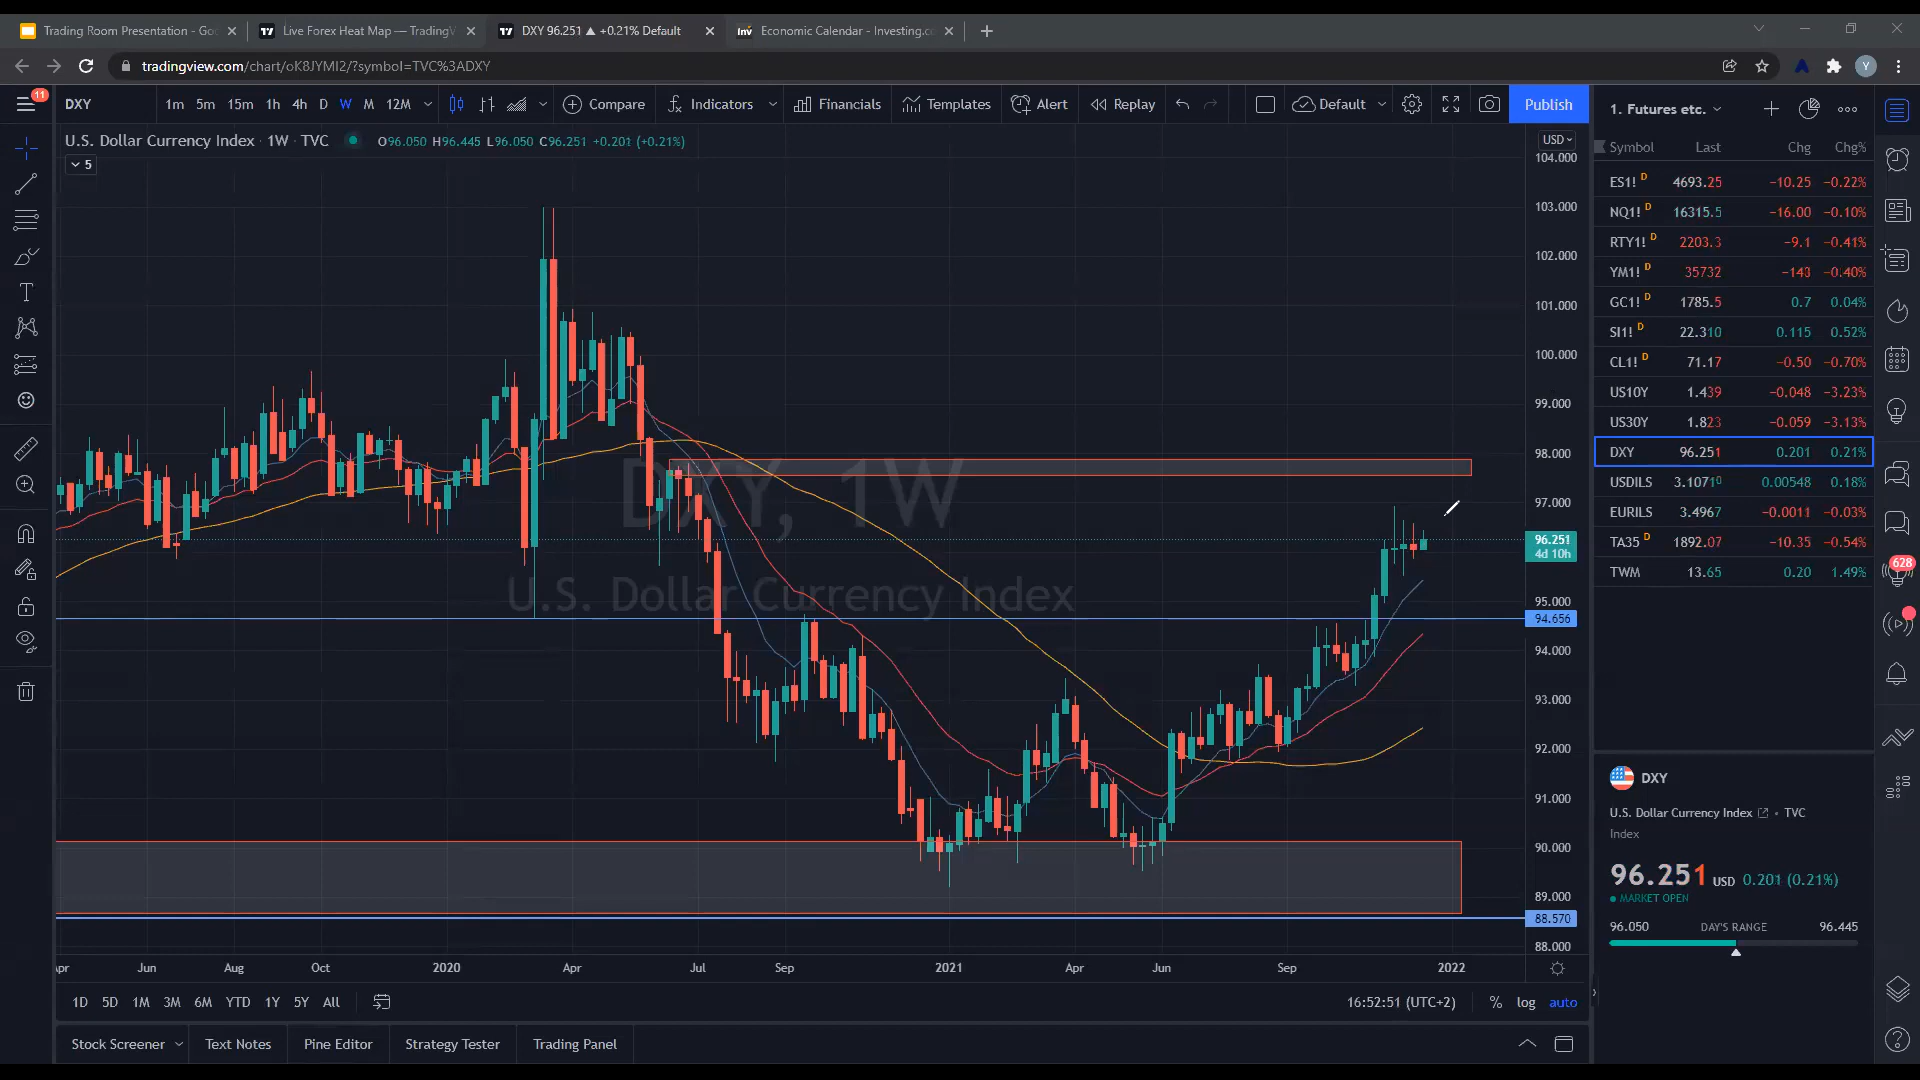 Trading Room Presentation - Goo
Live Forex Heat Map — TradingV
DXY 96.251 ▲ +0.21% Default
inv Economic Calendar - Investing.co
tradingview.com/chart/oK8JYMI2/?symbol=TVC%3ADXY
Y
11
DXY 1m 5m 15m 1h 4h D W M 12M Compare Indicators Financials Templates Alert Replay Default Publish
1. Futures etc.
U.S. Dollar Currency Index · 1W · TVC O96.050 H96.445 L96.050 C96.251 +0.201 (+0.21%)
5
USD
104.000
103.000
102.000
101.000
100.000
99.000
98.000
97.000
96.251
4d 10h
95.000
94.656
94.000
93.000
92.000
91.000
90.000
89.000
88.570
88.000
DXY, 1W
U.S. Dollar Currency Index
Apr Jun Aug Oct 2020 Apr Jul Sep 2021 Apr Jun Sep 2022
1D 5D 1M 3M 6M YTD 1Y 5Y All 16:52:51 (UTC+2) % log auto
Stock Screener Text Notes Pine Editor Strategy Tester Trading Panel
Symbol Last Chg Chg%
ES1! D 4693.25 −10.25 −0.22%
NQ1! D 16315.5 −16.00 −0.10%
RTY1! D 2203.3 −9.1 −0.41%
YM1! D 35732 −143 −0.40%
GC1! D 1785.5 0.7 0.04%
SI1! D 22.310 0.115 0.52%
CL1! D 71.17 −0.50 −0.70%
US10Y 1.439 −0.048 −3.23%
US30Y 1.823 −0.059 −3.13%
DXY 96.251 0.201 0.21%
USDILS 3.10710 0.00548 0.18%
EURILS 3.4967 −0.0011 −0.03%
TA35 D 1892.07 −10.35 −0.54%
TWM 13.65 0.20 1.49%
628
DXY
U.S. Dollar Currency Index • TVC
Index
96.251 USD 0.201 (0.21%)
MARKET OPEN
96.050 DAY'S RANGE 96.445